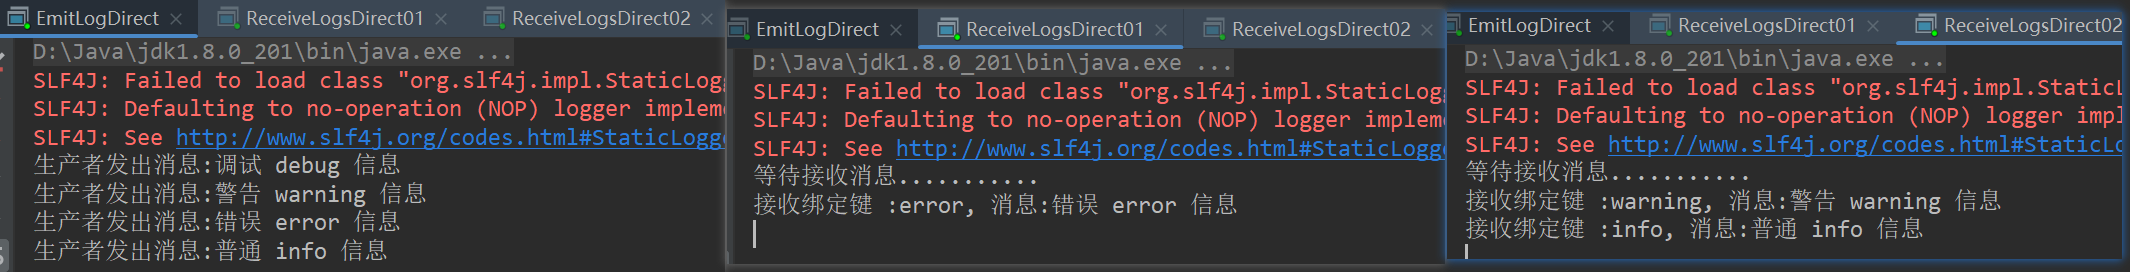 EmitLogDirect ReceiveLogsDirect01 ReceiveLogsDirect02
D:\Java\jdk1.8.0_201\bin\java.exe ...
SLF4J: Failed to load class "org.slf4j.impl.StaticLogg
SLF4J: Defaulting to no-operation (NOP) logger impleme
SLF4J: See http://www.slf4j.org/codes.html#StaticLogge
生产者发出消息:调试 debug 信息
生产者发出消息:警告 warning 信息
生产者发出消息:错误 error 信息
生产者发出消息:普通 info 信息
EmitLogDirect ReceiveLogsDirect01 ReceiveLogsDirect02
D:\Java\jdk1.8.0_201\bin\java.exe ...
SLF4J: Failed to load class "org.slf4j.impl.StaticLogg
SLF4J: Defaulting to no-operation (NOP) logger impleme
SLF4J: See http://www.slf4j.org/codes.html#StaticLogge
等待接收消息...........
接收绑定键 :error, 消息:错误 error 信息
EmitLogDirect ReceiveLogsDirect01 ReceiveLogsDirect02
D:\Java\jdk1.8.0_201\bin\java.exe ...
SLF4J: Failed to load class "org.slf4j.impl.StaticL
SLF4J: Defaulting to no-operation (NOP) logger impl
SLF4J: See http://www.slf4j.org/codes.html#StaticLo
等待接收消息...........
接收绑定键 :warning, 消息:警告 warning 信息
接收绑定键 :info, 消息:普通 info 信息